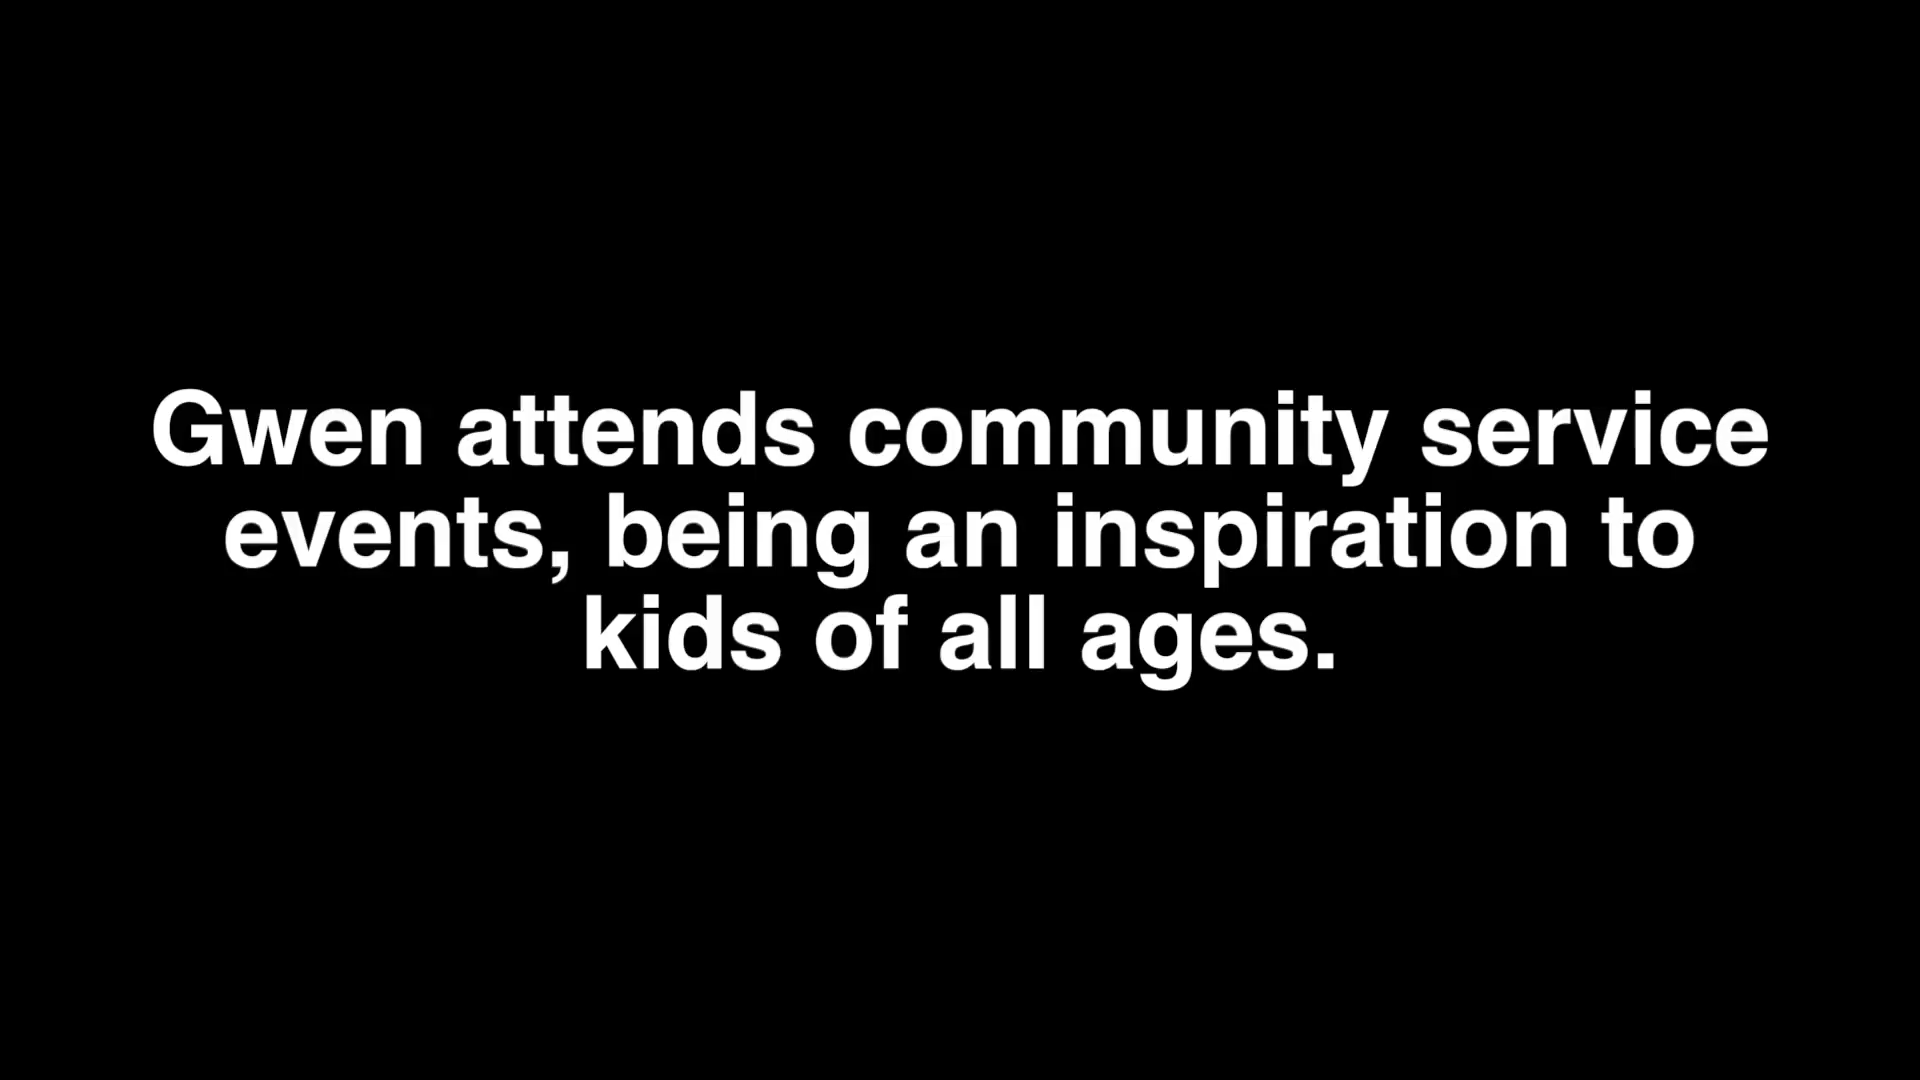 Gwen attends community service
events, being an inspiration to
kids of all ages.